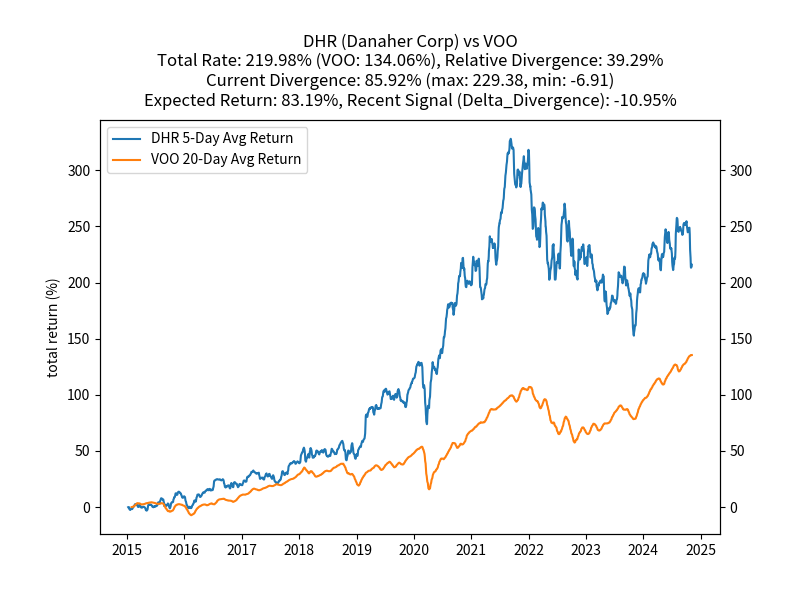 DHR (Danaher Corp) vs VOO
Total Rate: 219.98% (VOO: 134.06%), Relative Divergence: 39.29%
Current Divergence: 85.92% (max: 229.38, min: -6.91)
Expected Return: 83.19%, Recent Signal (Delta_Divergence): -10.95%
DHR 5-Day Avg Return
VOO 20-Day Avg Return
total return (%)
300 300
250 250
200 200
150 150
100 100
50 50
0 0
2015 2016 2017 2018 2019 2020 2021 2022 2023 2024 2025